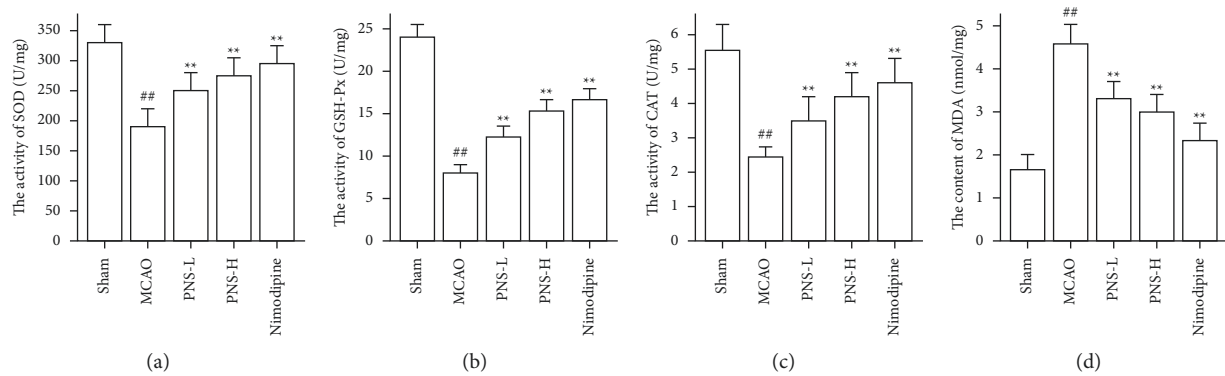 The activity of SOD (U/mg)
350
300
250
200
150
100
50
0
##
**
**
**
Sham
MCAO
PNS-L
PNS-H
Nimodipine
(a)
The activity of GSH-Px (U/mg)
25
20
15
10
5
0
##
**
**
**
Sham
MCAO
PNS-L
PNS-H
Nimodipine
(b)
The activity of CAT (U/mg)
6
5
4
3
2
1
0
##
**
**
**
Sham
MCAO
PNS-L
PNS-H
Nimodipine
(c)
The content of MDA (nmol/mg)
5
4
3
2
1
0
##
**
**
**
Sham
MCAO
PNS-L
PNS-H
Nimodipine
(d)